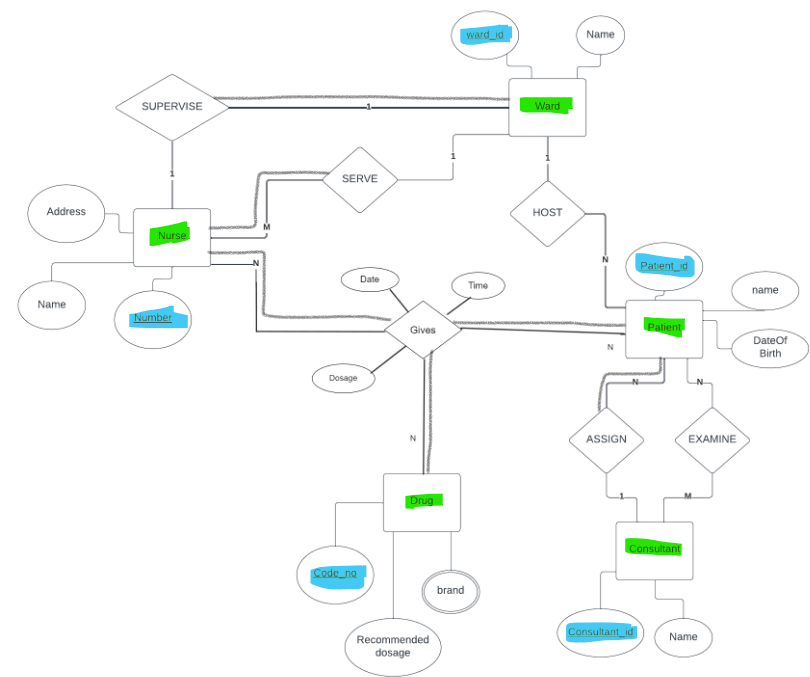 ward_id
Name
Ward
SUPERVISE
1
1
1
1
SERVE
Address
M
HOST
Nurse
N
N
Patient_id
Name
Number
Date
Time
name
Gives
Patient
DateOf
Birth
N
Dosage
N
N
N
ASSIGN
EXAMINE
1
M
Drug
Consultant
Code_no
brand
Consultant_id
Name
Recommended
dosage